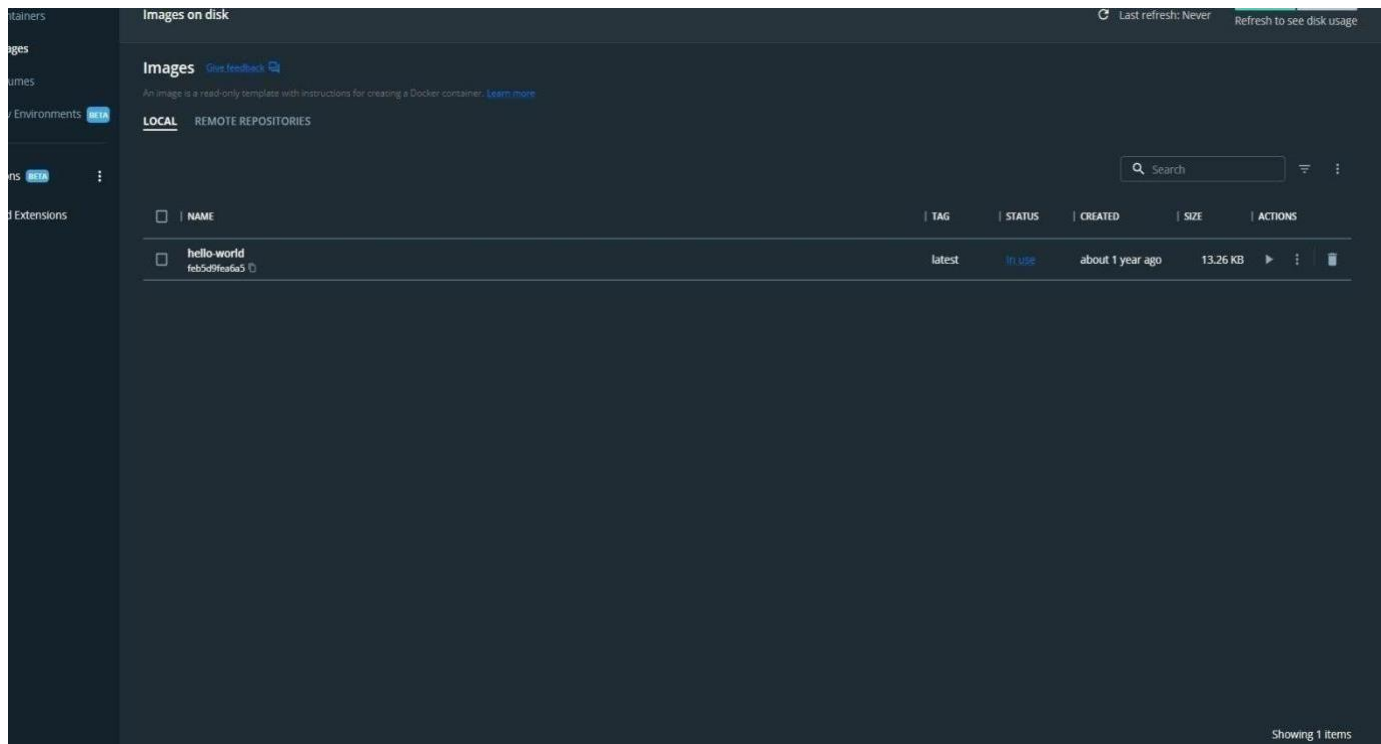 ntainers
Images on disk
Last refresh: Never
Refresh to see disk usage
ages
Images Give feedback
umes
An image is a read-only template with instructions for creating a Docker container. Learn more
Environments BETA
LOCAL REMOTE REPOSITORIES
ons BETA
Search
d Extensions
NAME TAG STATUS CREATED SIZE ACTIONS
hello-world latest In use about 1 year ago 13.26 KB
feb5d9fea6a5
Showing 1 items